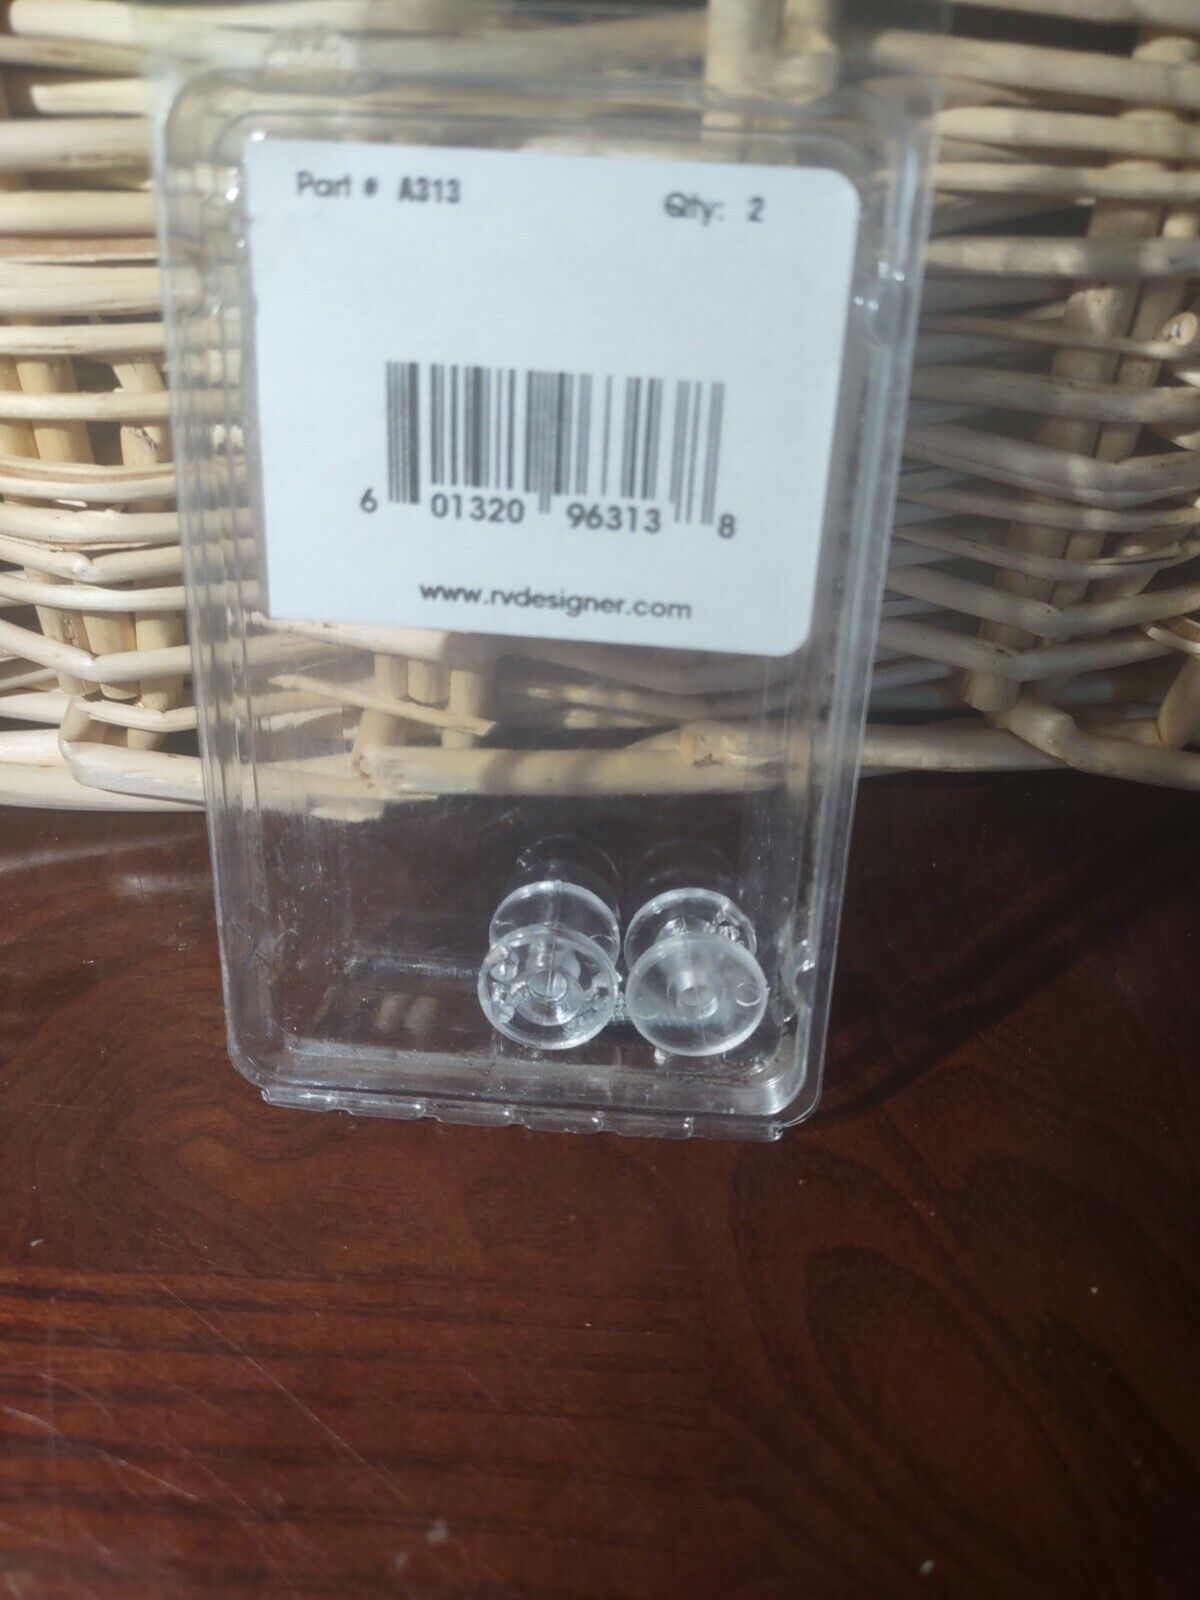 Part # A313 Qty: 2
6 01320 96313 8
www.rvdesigner.com